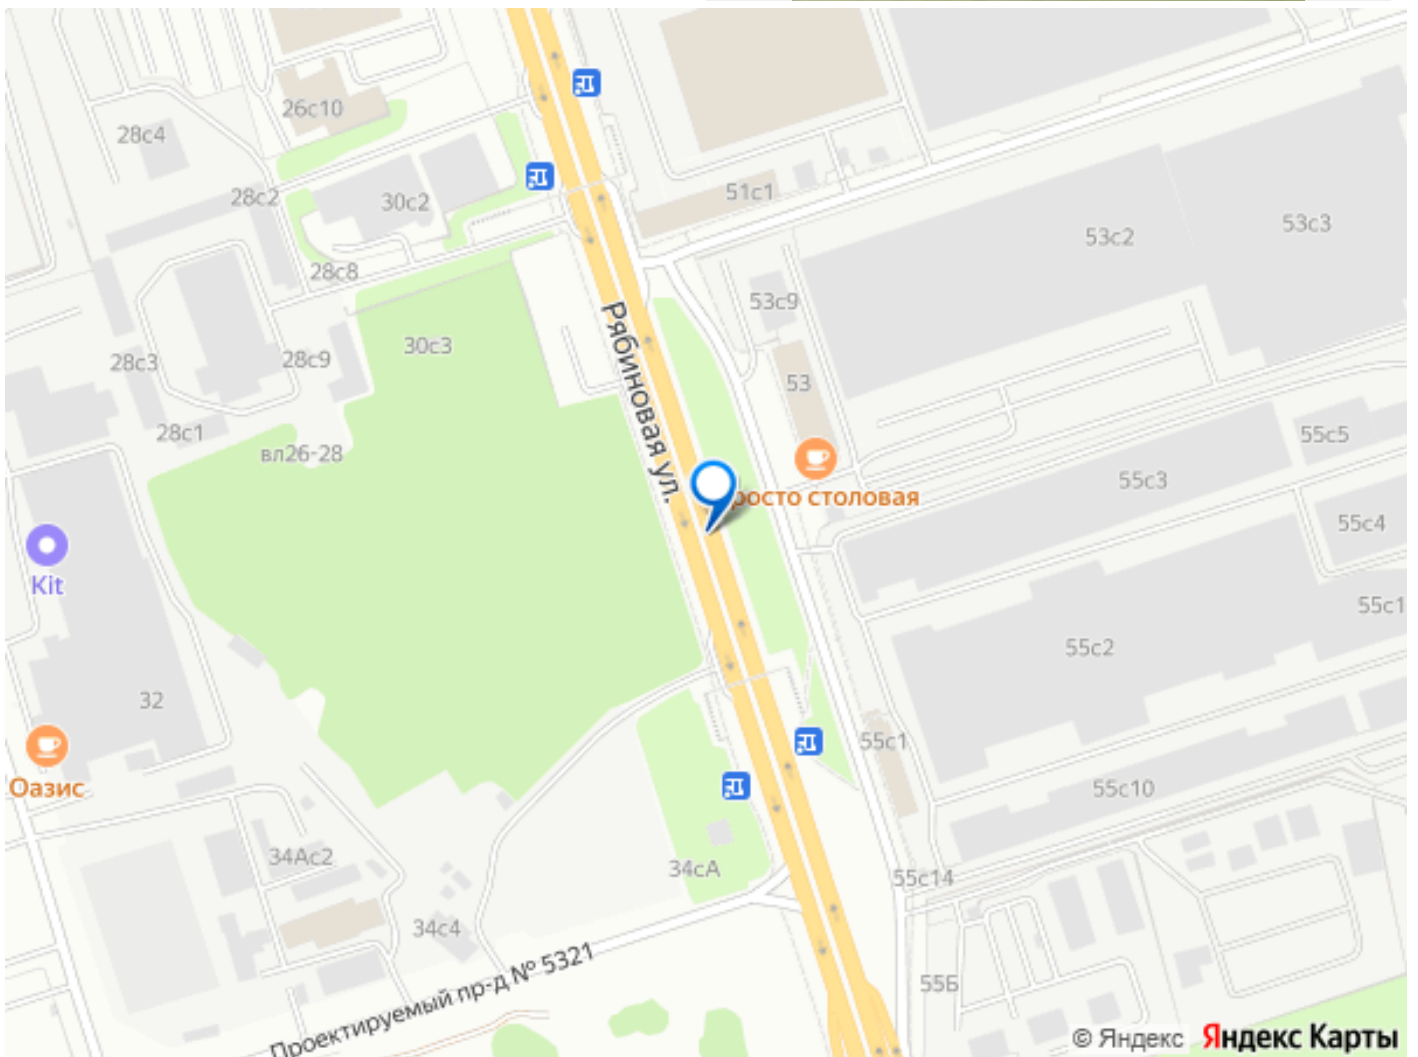 26с10
28с4
28с2
30с2
51с1
53с2
53с3
28с8
53с9
Рябиновая ул.
30с3
28с3
28с9
53
28с1
вл26-28
55с5
55с3
росто столовая
55с4
Kit
55с1
55с2
32
55с1
Оазис
55с10
34Ас2
34сА
55с14
34с4
Проектируемый пр-д № 5321
55Б
© Яндекс Яндекс Карты